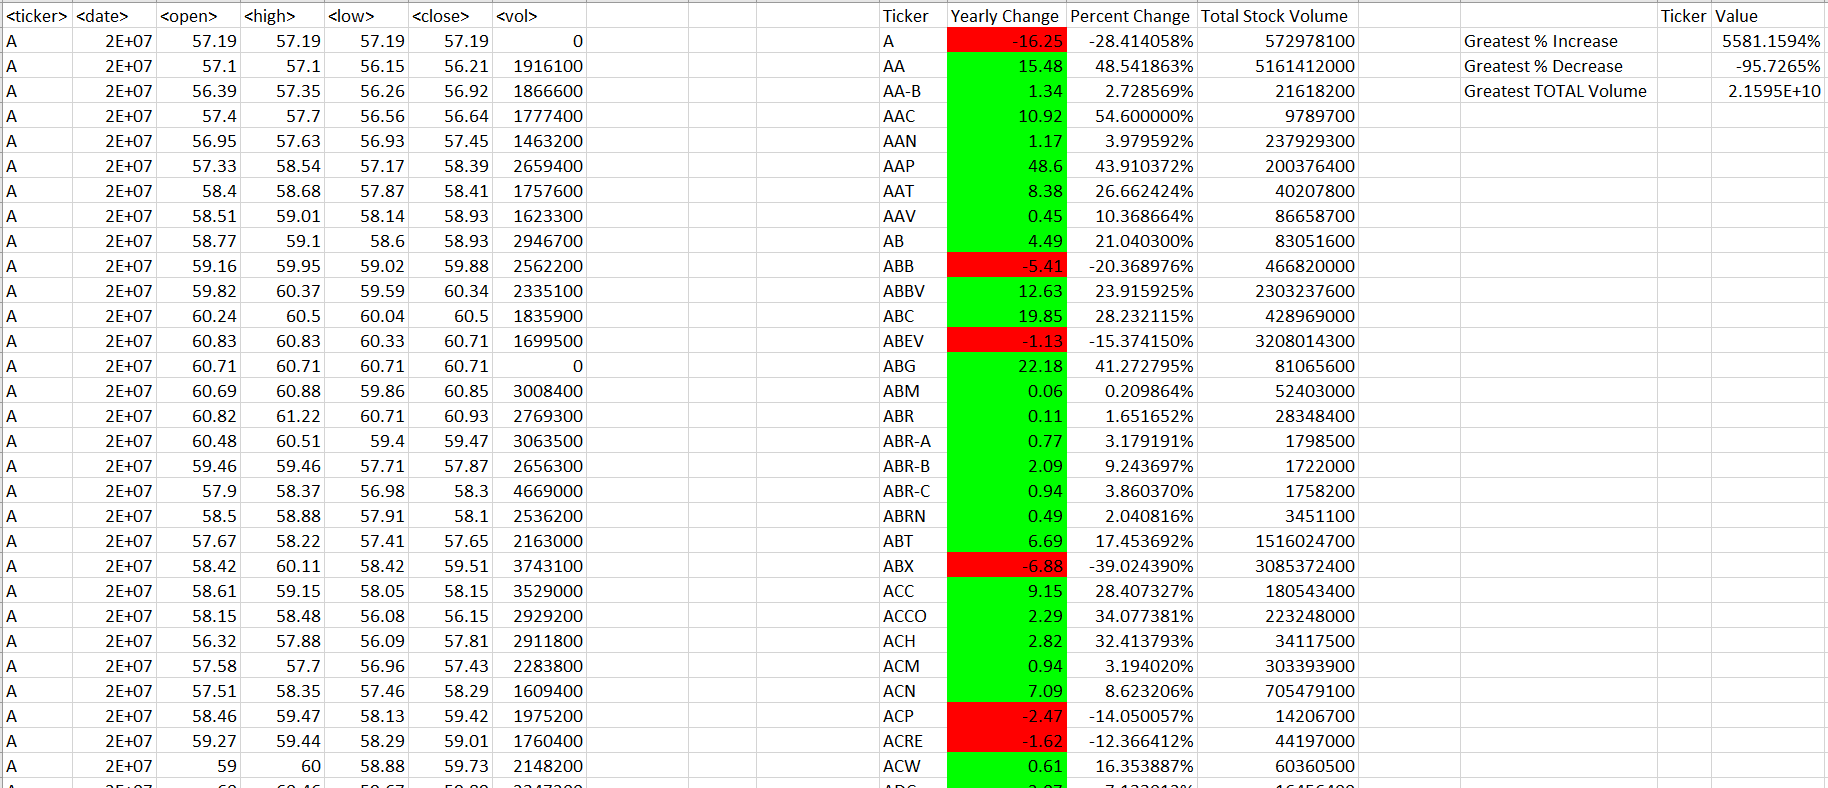 <ticker> <date> <open> <high> <low> <close> <vol> Ticker Yearly Change Percent Change Total Stock Volume Ticker Value
A 2E+07 57.19 57.19 57.19 57.19 0 A -16.25 -28.414058% 572978100 Greatest % Increase 5581.1594%
A 2E+07 57.1 57.1 56.15 56.21 1916100 AA 15.48 48.541863% 5161412000 Greatest % Decrease -95.7265%
A 2E+07 56.39 57.35 56.26 56.92 1866600 AA-B 1.34 2.728569% 21618200 Greatest TOTAL Volume 2.1595E+10
A 2E+07 57.4 57.7 56.56 56.64 1777400 AAC 10.92 54.600000% 9789700
A 2E+07 56.95 57.63 56.93 57.45 1463200 AAN 1.17 3.979592% 237929300
A 2E+07 57.33 58.54 57.17 58.39 2659400 AAP 48.6 43.910372% 200376400
A 2E+07 58.4 58.68 57.87 58.41 1757600 AAT 8.38 26.662424% 40207800
A 2E+07 58.51 59.01 58.14 58.93 1623300 AAV 0.45 10.368664% 86658700
A 2E+07 58.77 59.1 58.6 58.93 2946700 AB 4.49 21.040300% 83051600
A 2E+07 59.16 59.95 59.02 59.88 2562200 ABB -5.41 -20.368976% 466820000
A 2E+07 59.82 60.37 59.59 60.34 2335100 ABBV 12.63 23.915925% 2303237600
A 2E+07 60.24 60.5 60.04 60.5 1835900 ABC 19.85 28.232115% 428969000
A 2E+07 60.83 60.83 60.33 60.71 1699500 ABEV -1.13 -15.374150% 3208014300
A 2E+07 60.71 60.71 60.71 60.71 0 ABG 22.18 41.272795% 81065600
A 2E+07 60.69 60.88 59.86 60.85 3008400 ABM 0.06 0.209864% 52403000
A 2E+07 60.82 61.22 60.71 60.93 2769300 ABR 0.11 1.651652% 28348400
A 2E+07 60.48 60.51 59.4 59.47 3063500 ABR-A 0.77 3.179191% 1798500
A 2E+07 59.46 59.46 57.71 57.87 2656300 ABR-B 2.09 9.243697% 1722000
A 2E+07 57.9 58.37 56.98 58.3 4669000 ABR-C 0.94 3.860370% 1758200
A 2E+07 58.5 58.88 57.91 58.1 2536200 ABRN 0.49 2.040816% 3451100
A 2E+07 57.67 58.22 57.41 57.65 2163000 ABT 6.69 17.453692% 1516024700
A 2E+07 58.42 60.11 58.42 59.51 3743100 ABX -6.88 -39.024390% 3085372400
A 2E+07 58.61 59.15 58.05 58.15 3529000 ACC 9.15 28.407327% 180543400
A 2E+07 58.15 58.48 56.08 56.15 2929200 ACCO 2.29 34.077381% 223248000
A 2E+07 56.32 57.88 56.09 57.81 2911800 ACH 2.82 32.413793% 34117500
A 2E+07 57.58 57.7 56.96 57.43 2283800 ACM 0.94 3.194020% 303393900
A 2E+07 57.51 58.35 57.46 58.29 1609400 ACN 7.09 8.623206% 705479100
A 2E+07 58.46 59.47 58.13 59.42 1975200 ACP -2.47 -14.050057% 14206700
A 2E+07 59.27 59.44 58.29 59.01 1760400 ACRE -1.62 -12.366412% 44197000
A 2E+07 59 60 58.88 59.73 2148200 ACW 0.61 16.353887% 60360500